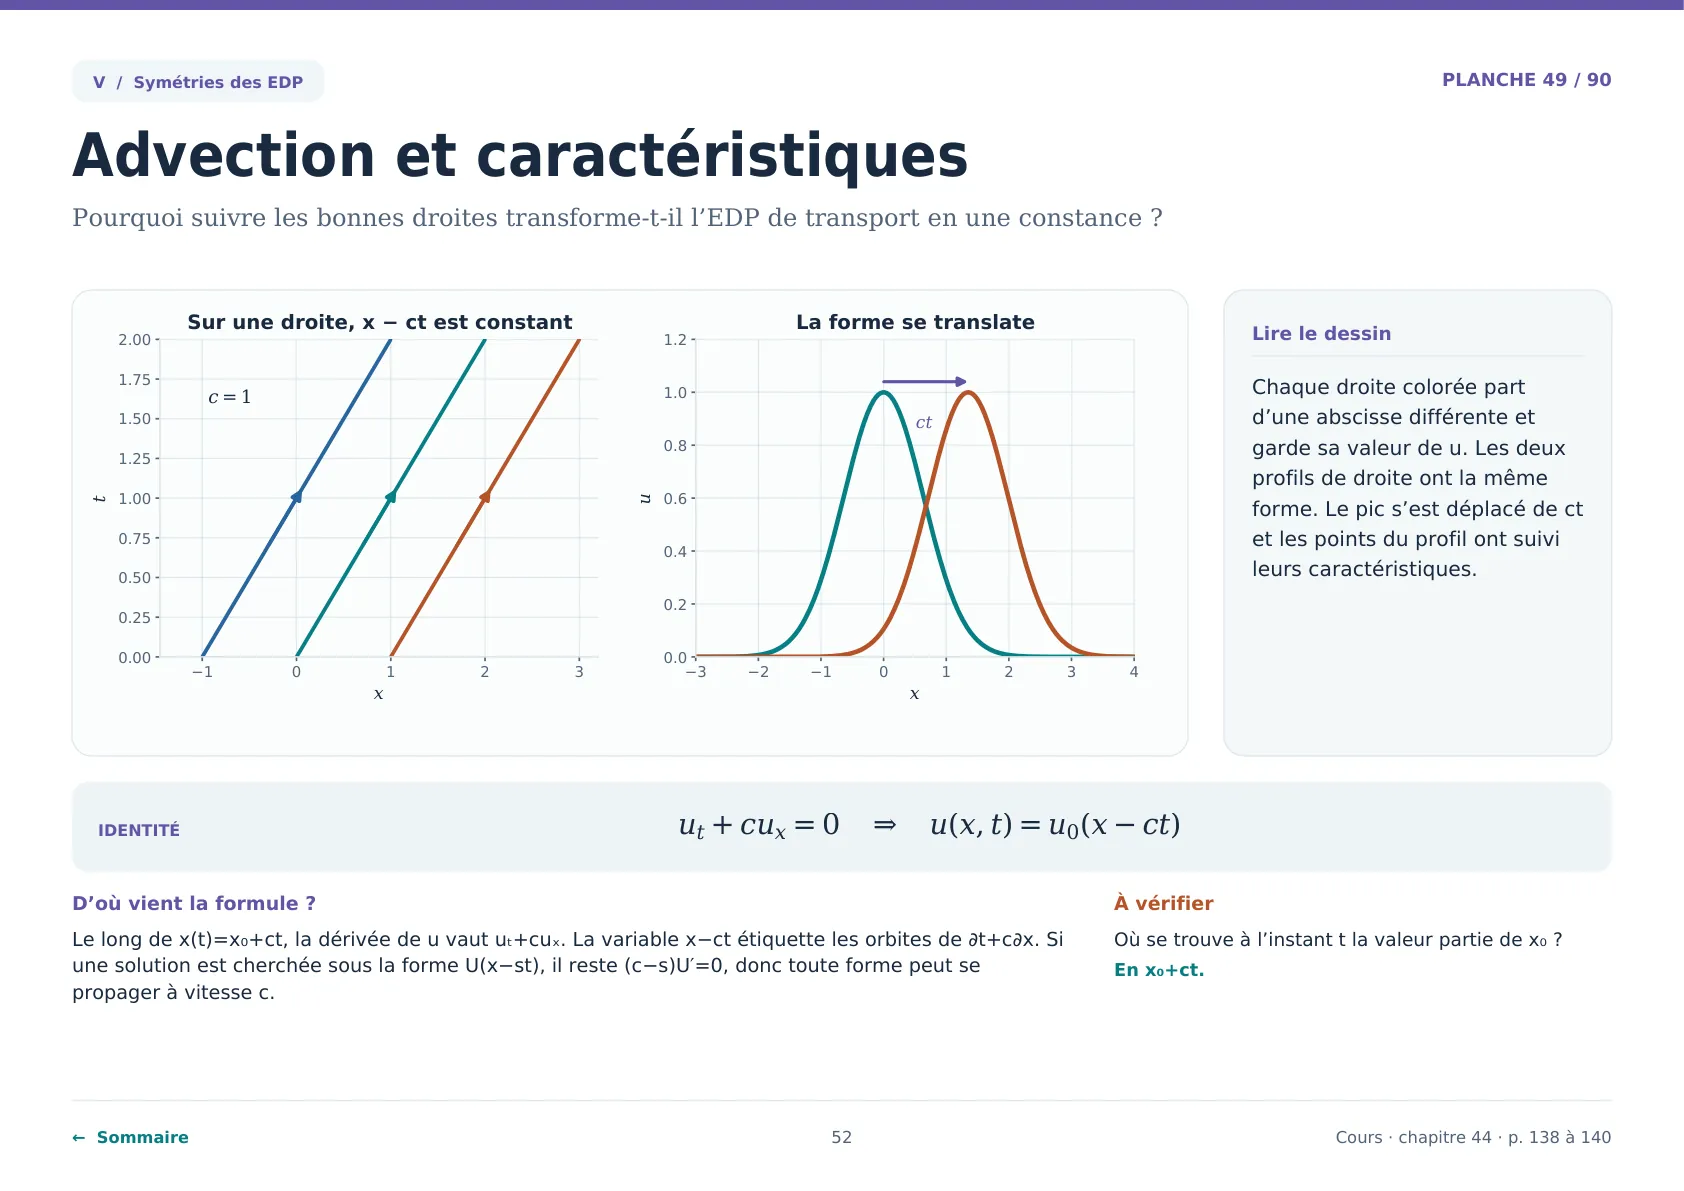 V / Symétries des EDP
PLANCHE 49 / 90
Advection et caractéristiques
Pourquoi suivre les bonnes droites transforme-t-il l’EDP de transport en une constante ?
Sur une droite, x − ct est constant
2.00
1.75
1.50
1.25
1.00
0.75
0.50
0.25
0.00
t
c = 1
−1
0
1
2
3
x
La forme se translate
1.2
1.0
0.8
0.6
0.4
0.2
0.0
u
ct
−3
−2
−1
0
1
2
3
4
x
Lire le dessin
Chaque droite colorée part
d’une abscisse différente et
garde sa valeur de u. Les deux
profils de droite ont la même
forme. Le pic s’est déplacé de ct
et les points du profil ont suivi
leurs caractéristiques.
IDENTITÉ
uₜ + cuₓ = 0 ⇒ u(x, t) = u₀(x − ct)
D’où vient la formule ?
Le long de x(t)=x₀+ct, la dérivée de u vaut uₜ+cuₓ. La variable x−ct étiquette les orbites de ∂t+c∂x. Si
une solution est cherchée sous la forme U(x−st), il reste (c−s)U′=0, donc toute forme peut se
propager à vitesse c.
À vérifier
Où se trouve à l’instant t la valeur partie de x₀ ?
En x₀+ct.
← Sommaire
52
Cours · chapitre 44 · p. 138 à 140